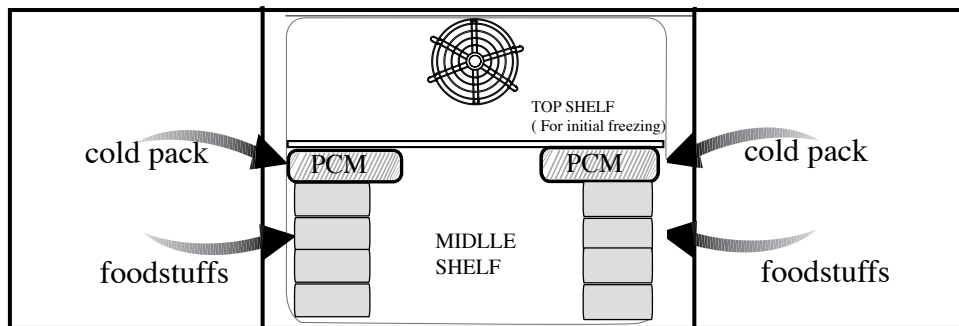 TOP SHELF
( For initial freezing)
cold pack
PCM
PCM
cold pack
MIDLLE
SHELF
foodstuffs
foodstuffs